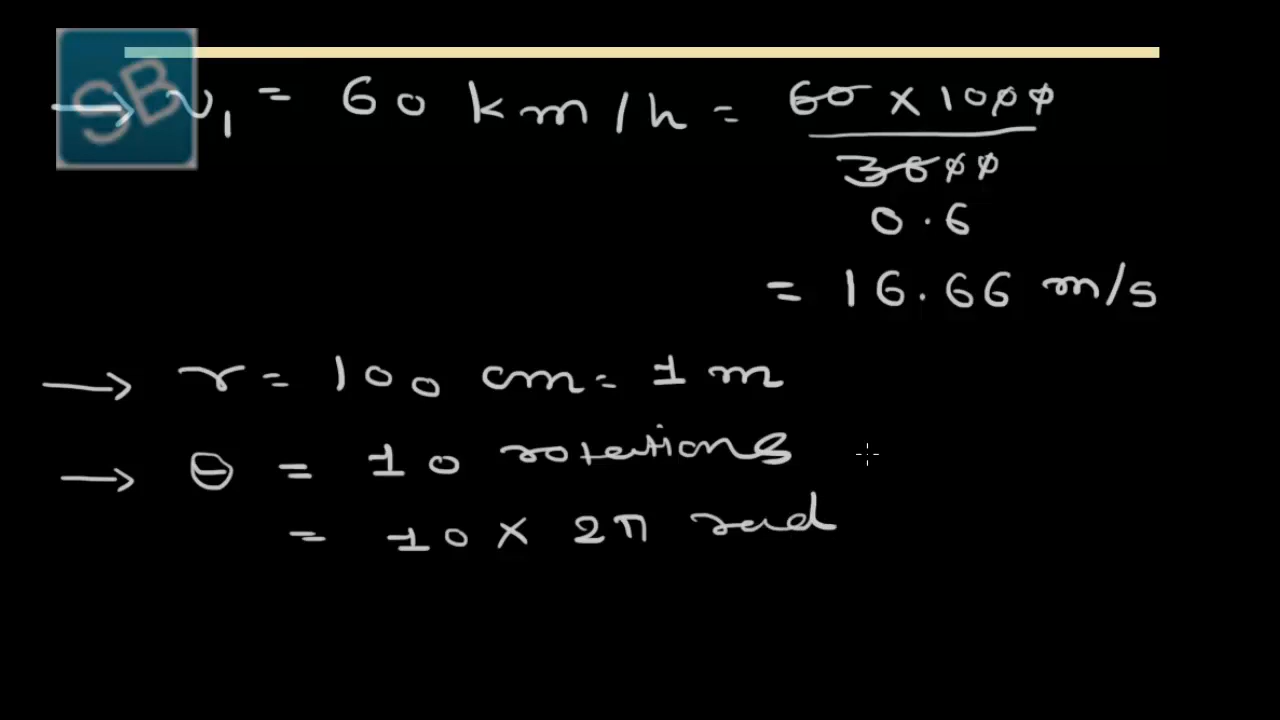 SB
→ v₁ = 60 km/h = 60 × 1000
3600
0.6
= 16.66 m/s
→ r = 100 cm = 1 m
→ θ = 10 rotations
= 10 × 2π rad